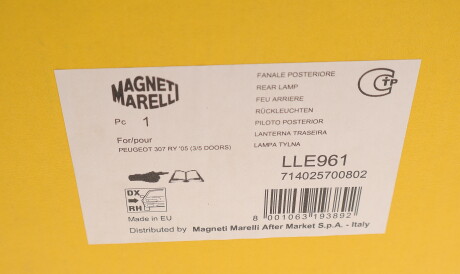 MAGNETI
MARELLI
Pc 1
For/pour
PEUGEOT 307 RY '05 (3/5 DOORS)
DX
RH
Made in EU
FANALE POSTERIORE
REAR LAMP
FEU ARRIERE
RÜCKLEUCHTEN
PILOTO POSTERIOR
LANTERNA TRASEIRA
LAMPA TYLNA
LLE961
714025700802
8 001063 193892
Distributed by Magneti Marelli After Market S.p.A. - Italy